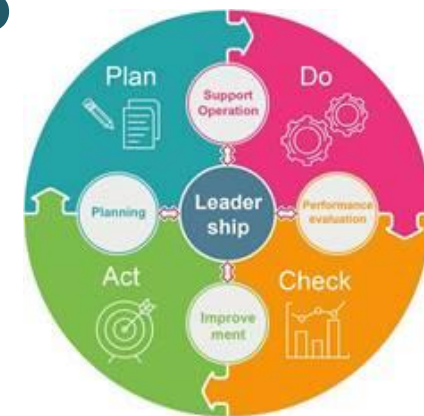 Plan
Do
Support
Operation
Planning
Leader
ship
Performance
evaluation
Act
Check
Improve
ment